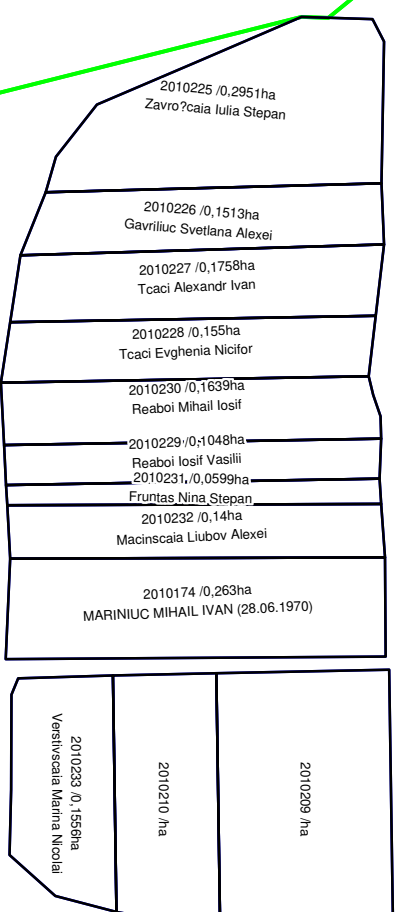 2010225 /0,2951ha
Zavro?caia Iulia Stepan
2010226 /0,1513ha
Gavriliuc Svetlana Alexei
2010227 /0,1758ha
Tcaci Alexandr Ivan
2010228 /0,155ha
Tcaci Evghenia Nicifor
2010230 /0,1639ha
Reaboi Mihail Iosif
2010229 /0,1048ha
Reaboi Iosif Vasilii
2010231 /0,0599ha
Fruntas Nina Stepan
2010232 /0,14ha
Macinscaia Liubov Alexei
2010174 /0,263ha
MARINIUC MIHAIL IVAN (28.06.1970)
2010233 /0,1556ha
Verstivscaia Marina Nicolai
2010210 /ha
2010209 /ha